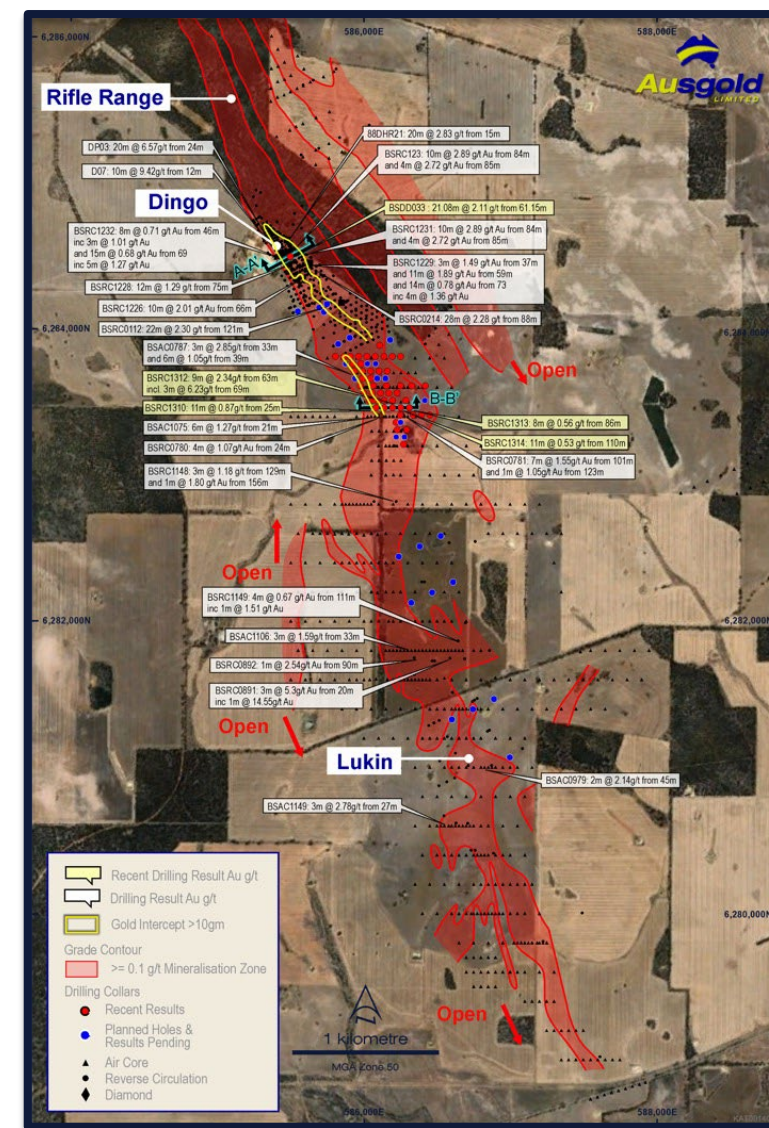 6,286,000N
586,000E
588,000E
Ausgold
LIMITED
Rifle Range
88DHR21: 20m @ 2.83 g/t from 15m
DP03: 20m @ 6.57g/t from 24m
BSRC123: 10m @ 2.89 g/t Au from 84m
and 4m @ 2.72 g/t Au from 85m
D07: 10m @ 9.42g/t from 12m
Dingo
BSDD033: 21.08m @ 2.11 g/t from 61.15m
BSRC1232: 8m @ 0.71 g/t Au from 46m
inc 3m @ 1.01 g/t Au
and 15m @ 0.68 g/t Au from 69
inc 5m @ 1.27 g/t Au
BSRC1231: 10m @ 2.89 g/t Au from 84m
and 4m @ 2.72 g/t Au from 85m
A-A'
BSRC1229: 3m @ 1.49 g/t Au from 37m
and 11m @ 1.89 g/t Au from 59m
and 14m @ 0.78 g/t Au from 73
inc 4m @ 1.36 g/t Au
BSRC1228: 12m @ 1.29 g/t from 75m
BSRC1226: 10m @ 2.01 g/t Au from 66m
BSRC0214: 28m @ 2.28 g/t from 88m
BSRC0112: 22m @ 2.30 g/t from 121m
6,284,000N
BSAC0787: 3m @ 2.85g/t from 33m
and 6m @ 1.05g/t from 39m
Open
BSRC1312: 9m @ 2.34g/t from 63m
incl. 3m @ 6.23g/t from 69m
B-B'
BSRC1310: 11m @ 0.87g/t from 25m
BSRC1313: 8m @ 0.56 g/t from 86m
BSAC1075: 6m @ 1.27g/t from 21m
BSRC1314: 11m @ 0.53 g/t from 110m
BSRC0780: 4m @ 1.07g/t Au from 24m
BSRC0781: 7m @ 1.55g/t Au from 101m
and 1m @ 1.05g/t Au from 123m
BSRC1148: 3m @ 1.18 g/t from 129m
and 1m @ 1.80 g/t Au from 156m
Open
BSRC1149: 4m @ 0.67 g/t Au from 111m
inc 1m @ 1.51 g/t Au
6,282,000N
6,282,000N
BSAC1106: 3m @ 1.59g/t from 33m
BSRC0892: 1m @ 2.54g/t Au from 90m
BSRC0891: 3m @ 5.3g/t Au from 20m
inc 1m @ 14.55g/t Au
Open
Lukin
BSAC0979: 2m @ 2.14g/t from 45m
BSAC1149: 3m @ 2.78g/t from 27m
Recent Drilling Result Au g/t
Drilling Result Au g/t
Gold Intercept >10gm
6,280,000N
Grade Contour
>= 0.1 g/t Mineralisation Zone
Drilling Collars
Recent Results
Planned Holes &
Results Pending
Air Core
Reverse Circulation
Diamond
Open
1 kilometre
MGA Zone 50
588,000E